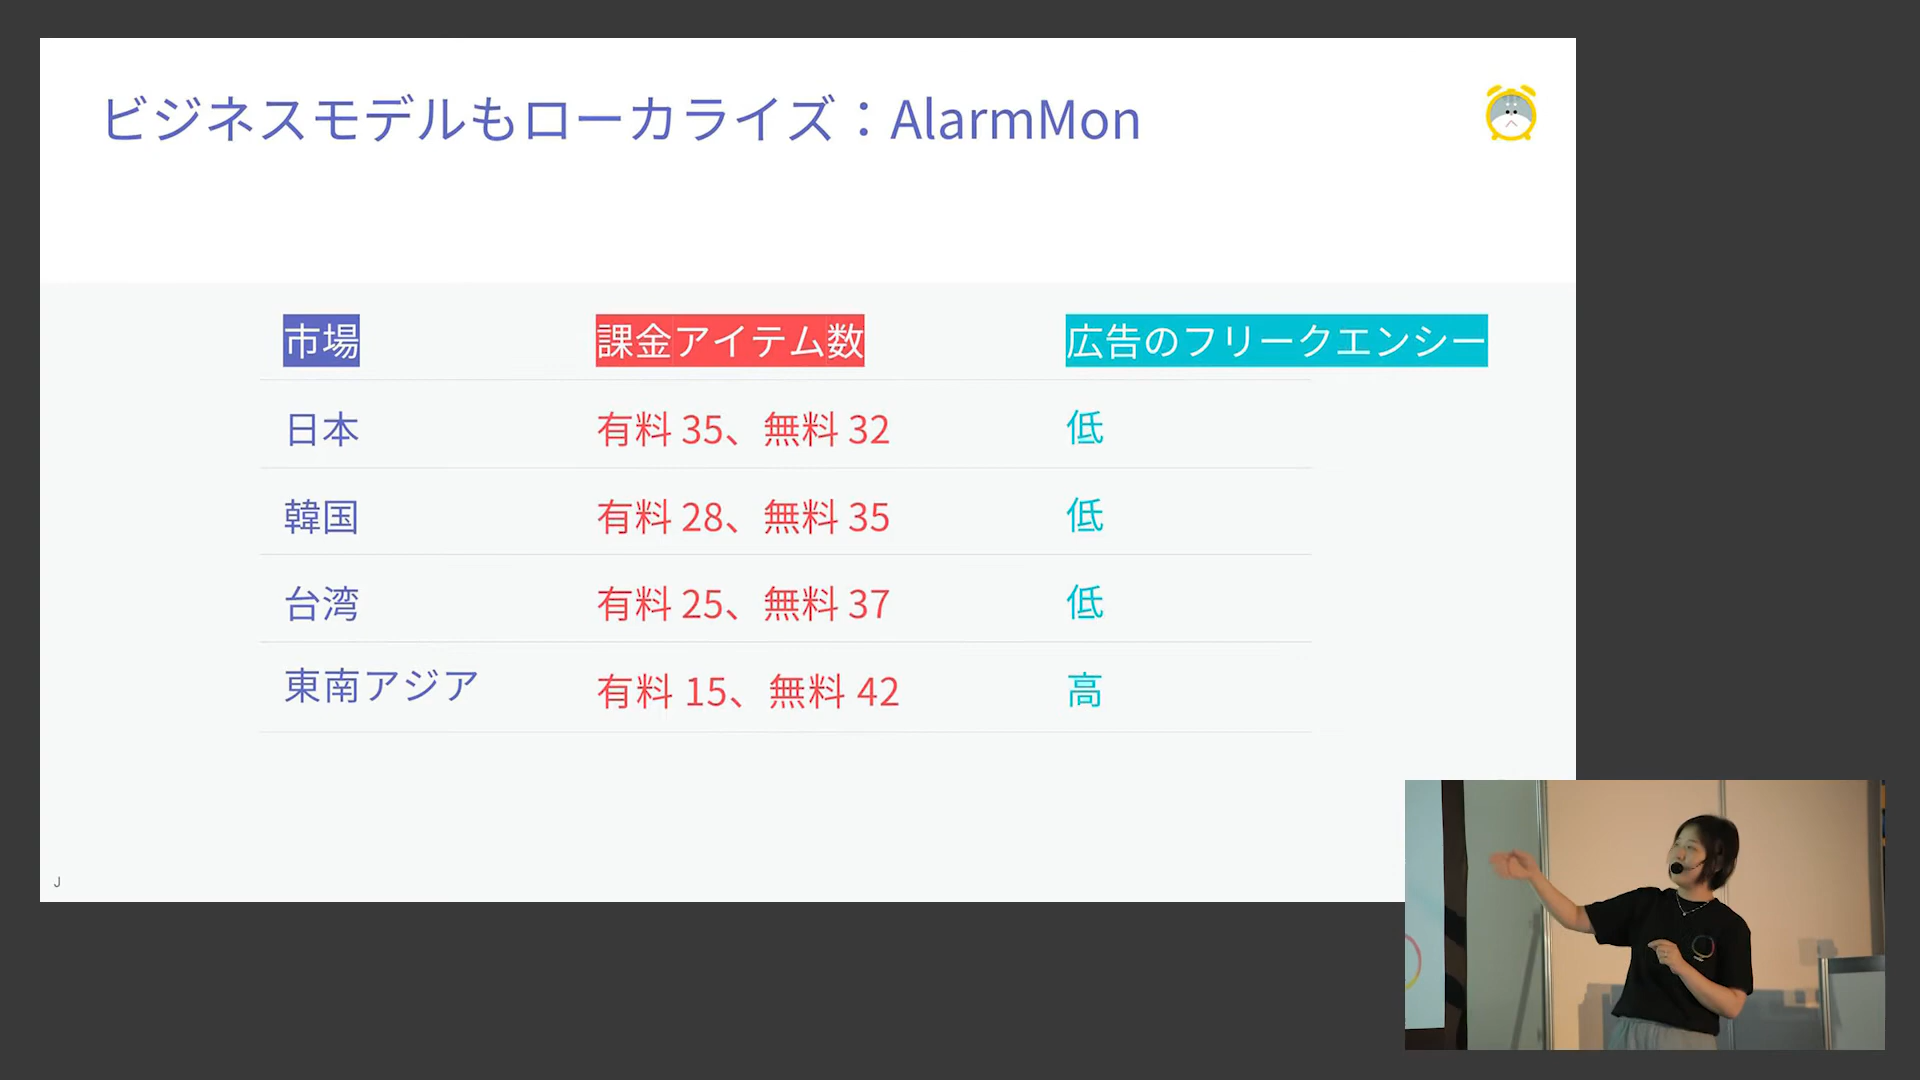 ビジネスモデルもローカライズ：AlarmMon
市場 課金アイテム数 広告のフリークエンシー
日本 有料 35、無料 32 低
韓国 有料 28、無料 35 低
台湾 有料 25、無料 37 低
東南アジア 有料 15、無料 42 高
J